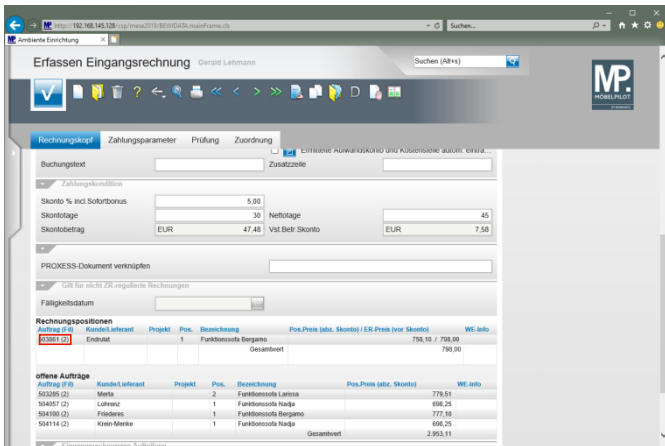 http://192.168.145.128/csp/mese2019/BEWIDATA.mainFrame.cls
Suchen...
Ambiente Einrichtung
Erfassen Eingangsrechnung Gerald Lehmann
Suchen (Alt+s)
MP.
MÖBELPILOT
Rechnungskopf Zahlungsparameter Prüfung Zuordnung
Ermittelte Aufwandskonto und Kostenstelle autom. eintra...
Buchungstext Zusatzzeile
Zahlungskondition
Skonto % incl.Sofortbonus 5,00
Skontotage 30 Nettotage 45
Skontobetrag EUR 47,48 Vst.Betr.Skonto EUR 7,58
PROXESS-Dokument verknüpfen
Gilt für nicht ZR-regulierte Rechnungen
Fälligkeitsdatum
Rechnungspositionen
Auftrag (Fil) Kunde/Lieferant Projekt Pos. Bezeichnung Pos.Preis (abz. Skonto) / ER-Preis (vor Skonto) WE-Info
503861 (2) Endrulat 1 Funktionssofa Bergamo 758,10 / 798,00
Gesamtwert 798,00
offene Aufträge
Auftrag (Fil) Kunde/Lieferant Projekt Pos. Bezeichnung Pos.Preis (abz. Skonto) WE-Info
503285 (2) Merta 2 Funktionssofa Larissa 779,51
504057 (2) Lohrenz 1 Funktionssofa Nadja 698,25
504100 (2) Friederes 1 Funktionssofa Bergamo 777,10
504114 (2) Krein-Menke 1 Funktionssofa Nadja 698,25
Gesamtwert 2.953,11